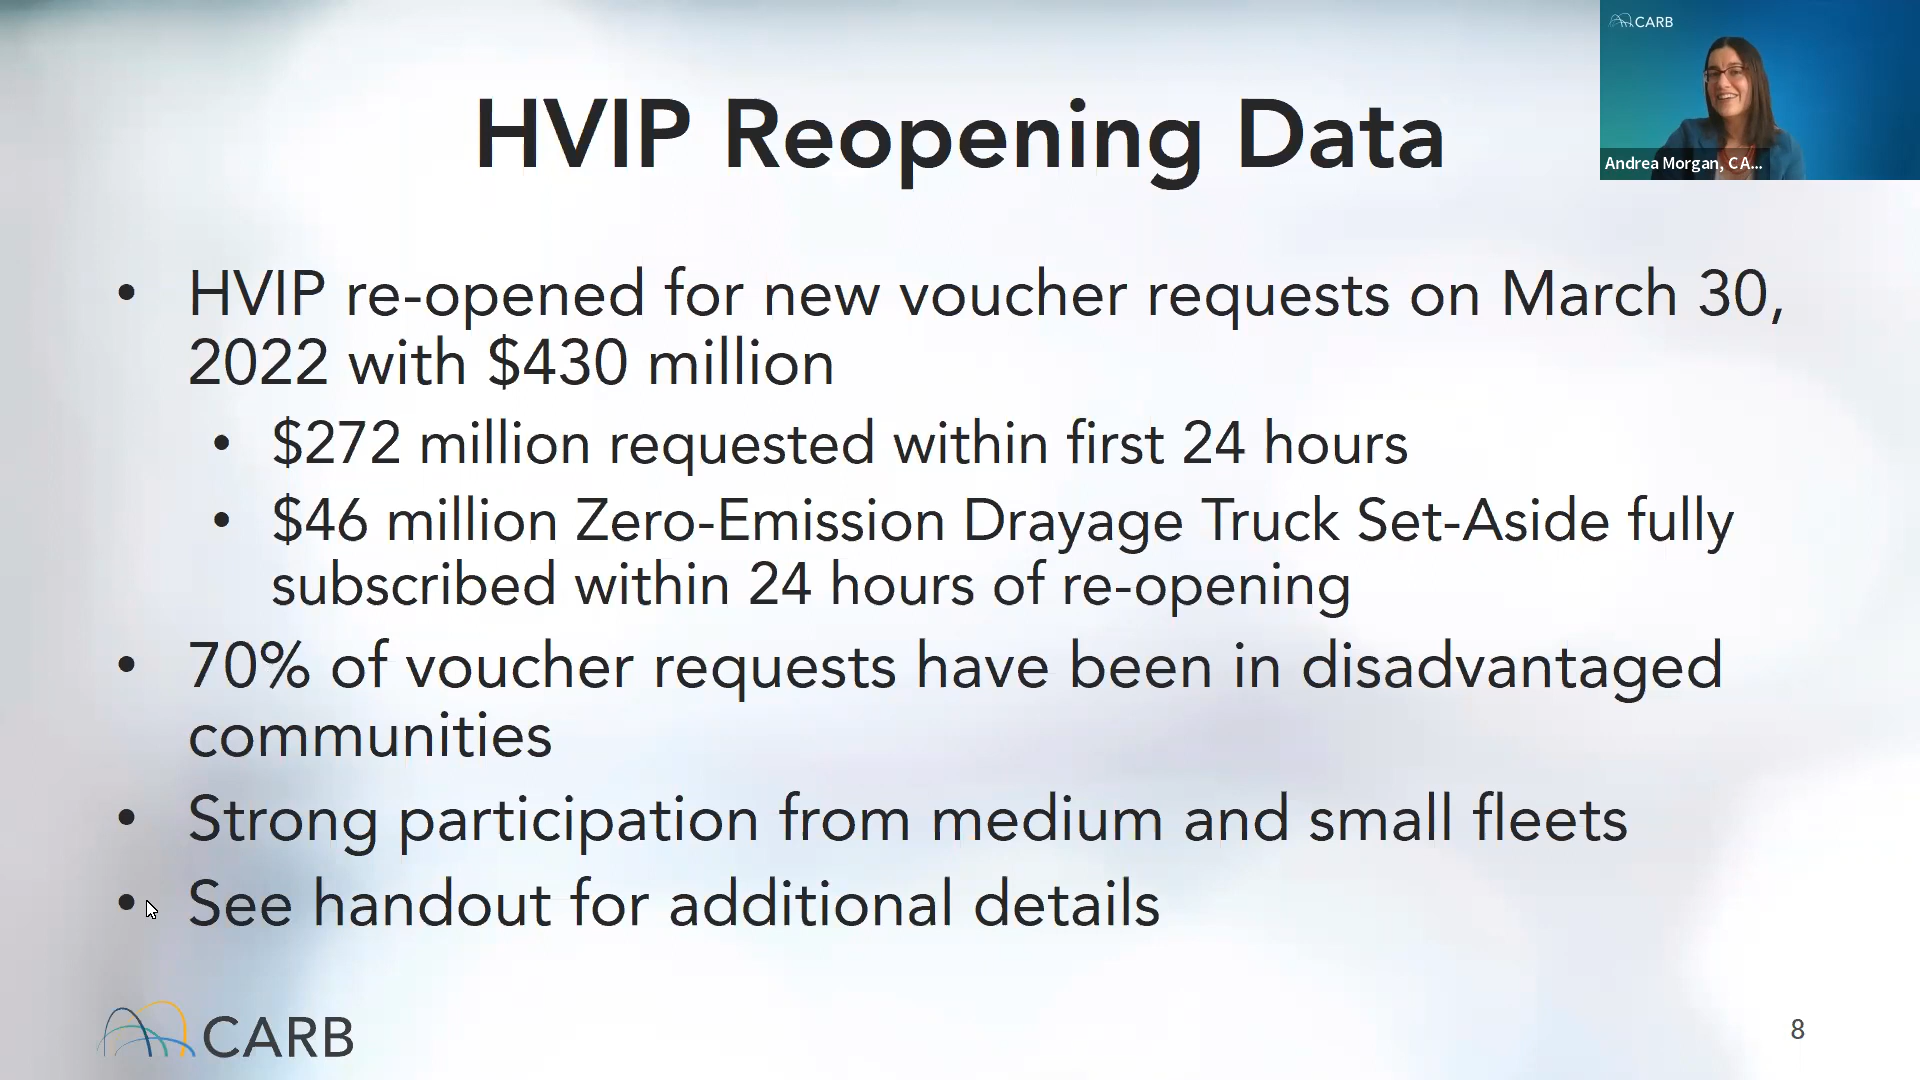 CARB
Andrea Morgan, CA...
HVIP Reopening Data
• HVIP re-opened for new voucher requests on March 30,
2022 with $430 million
• $272 million requested within first 24 hours
• $46 million Zero-Emission Drayage Truck Set-Aside fully
subscribed within 24 hours of re-opening
• 70% of voucher requests have been in disadvantaged
communities
• Strong participation from medium and small fleets
• See handout for additional details
CARB
8